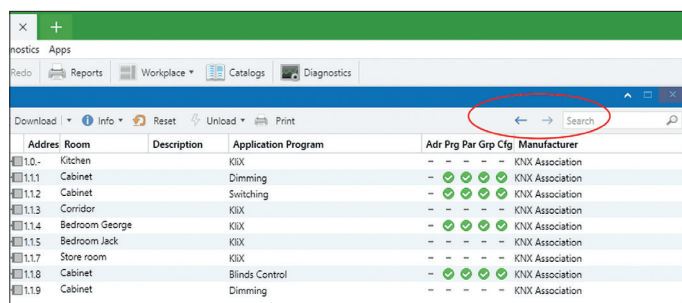 × +
nostics Apps
Redo Reports Workplace Catalogs Diagnostics
Download Info Reset Unload Print ← → Search
Addres Room Description Application Program Adr Prg Par Grp Cfg Manufacturer
1.0.- Kitchen KliX - - - - - KNX Association
1.1.1 Cabinet Dimming - KNX Association
1.1.2 Cabinet Switching - KNX Association
1.1.3 Corridor KliX - - - - - KNX Association
1.1.4 Bedroom George KliX - KNX Association
1.1.5 Bedroom Jack KliX - - - - - KNX Association
1.1.7 Store room KliX - - - - - KNX Association
1.1.8 Cabinet Blinds Control - KNX Association
1.1.9 Cabinet Dimming - - - - - KNX Association